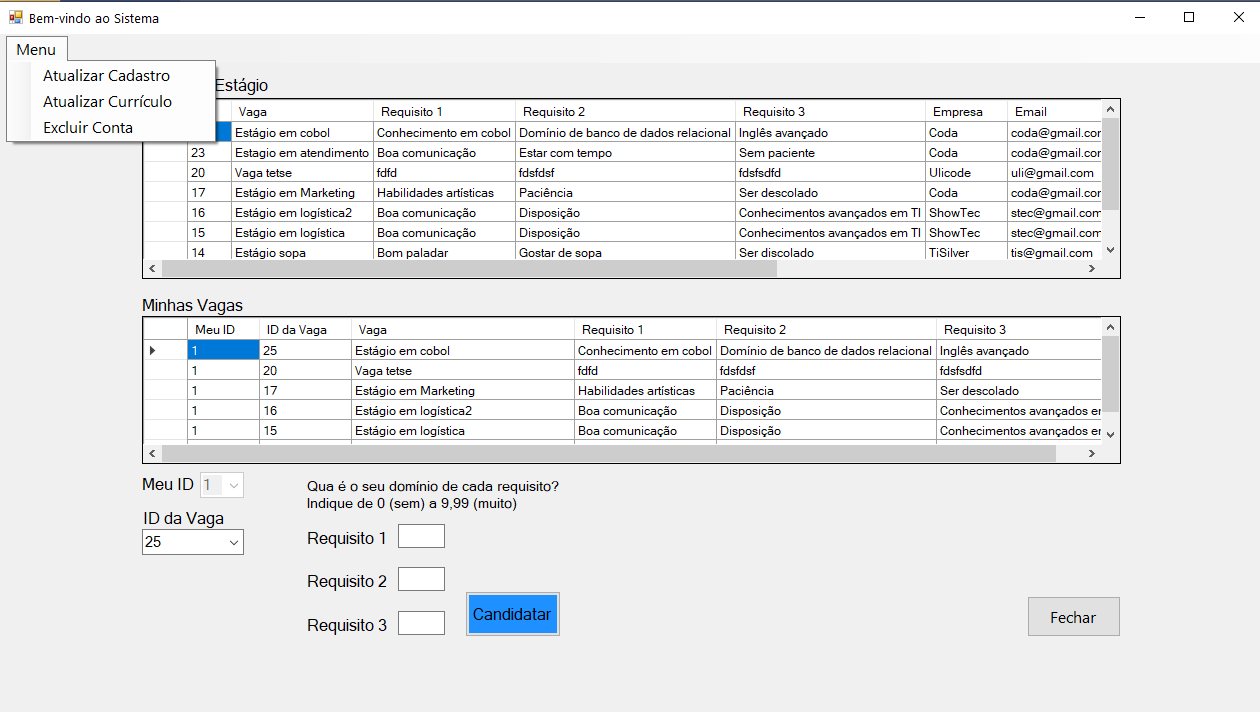 Bem-vindo ao Sistema
Menu
Atualizar Cadastro
Atualizar Currículo
Excluir Conta
Estágio
Vaga Requisito 1 Requisito 2 Requisito 3 Empresa Email
Estágio em cobol Conhecimento em cobol Domínio de banco de dados relacional Inglês avançado Coda coda@gmail.cor
23 Estagio em atendimento Boa comunicação Estar com tempo Sem paciente Coda coda@gmail.cor
20 Vaga tetse fdfd fdsfdsf fdsfsdfd Ulicode uli@gmail.com
17 Estágio em Marketing Habilidades artísticas Paciência Ser descolado Coda coda@gmail.cor
16 Estágio em logística2 Boa comunicação Disposição Conhecimentos avançados em TI ShowTec stec@gmail.com
15 Estágio em logística Boa comunicação Disposição Conhecimentos avançados em TI ShowTec stec@gmail.com
14 Estágio sopa Bom paladar Gostar de sopa Ser discolado TiSilver tis@gmail.com
Minhas Vagas
Meu ID ID da Vaga Vaga Requisito 1 Requisito 2 Requisito 3
1 25 Estágio em cobol Conhecimento em cobol Domínio de banco de dados relacional Inglês avançado
1 20 Vaga tetse fdfd fdsfdsf fdsfsdfd
1 17 Estágio em Marketing Habilidades artísticas Paciência Ser descolado
1 16 Estágio em logística2 Boa comunicação Disposição Conhecimentos avançados er
1 15 Estágio em logística Boa comunicação Disposição Conhecimentos avançados er
Meu ID 1
ID da Vaga
25
Qua é o seu domínio de cada requisito?
Indique de 0 (sem) a 9,99 (muito)
Requisito 1
Requisito 2
Requisito 3
Candidatar
Fechar